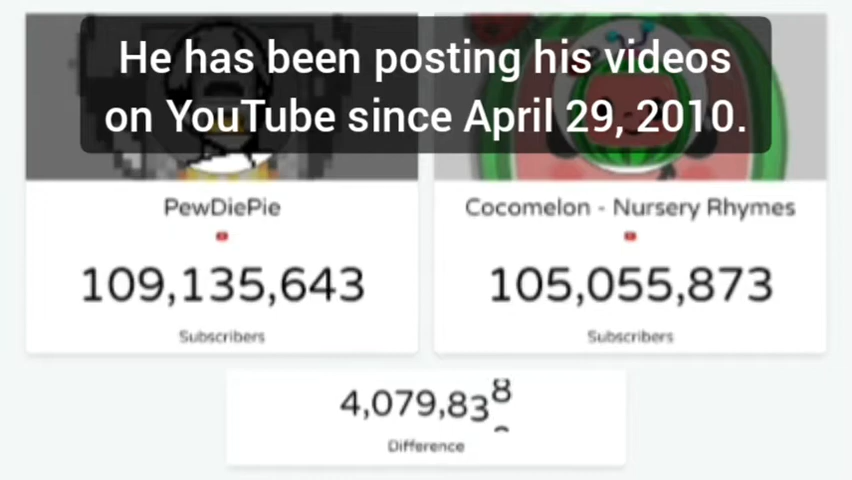 He has been posting his videos
on YouTube since April 29, 2010.
PewDiePie
Cocomelon - Nursery Rhymes
109,135,643
105,055,873
Subscribers
Subscribers
4,079,838
Difference